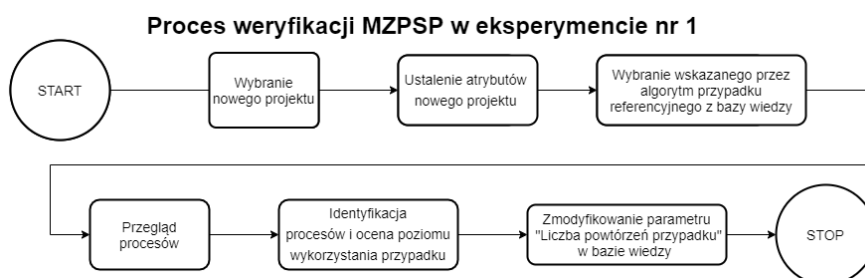 Proces weryfikacji MZPSP w eksperymencie nr 1
START
Wybranie
nowego projektu
Ustalenie atrybutów
nowego projektu
Wybranie wskazanego przez
algorytm przypadku
referencyjnego z bazy wiedzy
Przegląd
procesów
Identyfikacja
procesów i ocena poziomu
wykorzystania przypadku
Zmodyfikowanie parametru
"Liczba powtórzeń przypadku"
w bazie wiedzy
STOP